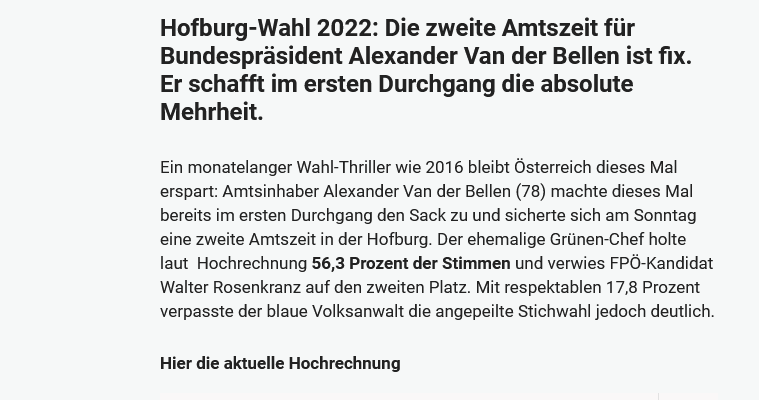 Hofburg-Wahl 2022: Die zweite Amtszeit für
Bundespräsident Alexander Van der Bellen ist fix.
Er schafft im ersten Durchgang die absolute
Mehrheit.
Ein monatelanger Wahl-Thriller wie 2016 bleibt Österreich dieses Mal
erspart: Amtsinhaber Alexander Van der Bellen (78) machte dieses Mal
bereits im ersten Durchgang den Sack zu und sicherte sich am Sonntag
eine zweite Amtszeit in der Hofburg. Der ehemalige Grünen-Chef holte
laut  Hochrechnung 56,3 Prozent der Stimmen und verwies FPÖ-Kandidat
Walter Rosenkranz auf den zweiten Platz. Mit respektablen 17,8 Prozent
verpasste der blaue Volksanwalt die angepeilte Stichwahl jedoch deutlich.
Hier die aktuelle Hochrechnung